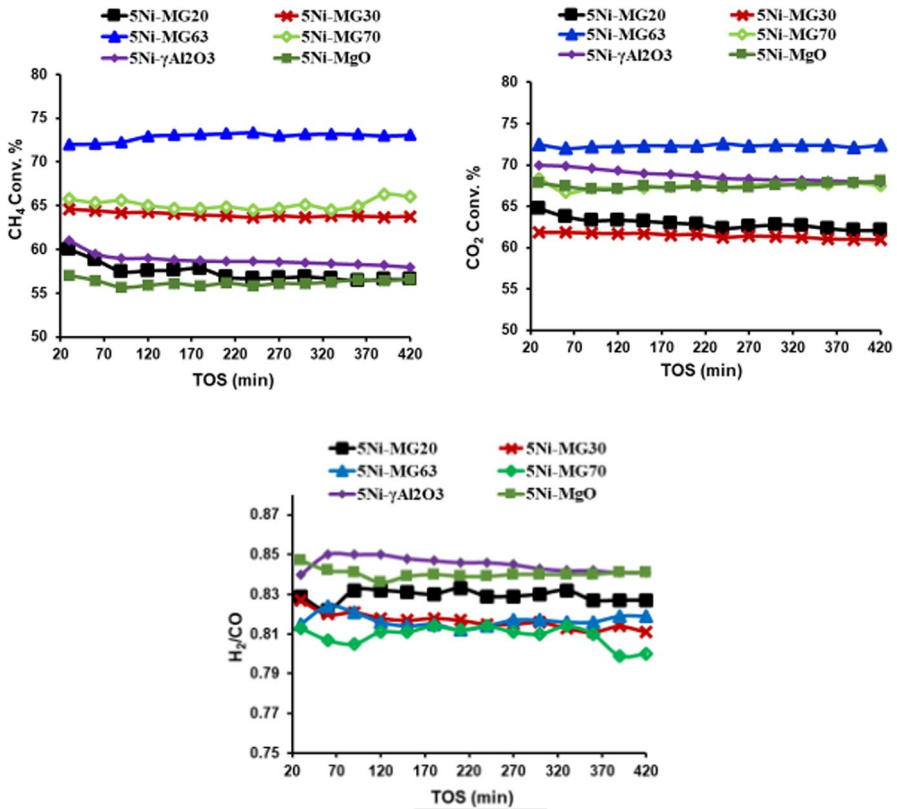 5Ni-MG20 5Ni-MG30
5Ni-MG63 5Ni-MG70
5Ni-γAl2O3 5Ni-MgO
80
75
70
65
60
55
50
CH4 Conv. %
20 70 120 170 220 270 330 420
TOS (min)
5Ni-MG20 5Ni-MG30
5Ni-MG63 5Ni-MG70
5Ni-γAl2O3 5Ni-MgO
80
75
70
65
60
55
50
CO2 Conv. %
20 70 120 170 220 270 330 420
TOS (min)
5Ni-MG20 5Ni-MG30
5Ni-MG63 5Ni-MG70
5Ni-γAl2O3 5Ni-MgO
0.87
0.85
0.83
0.81
0.79
0.77
0.75
H2/CO
20 70 120 170 220 270 320 370 420
TOS (min)